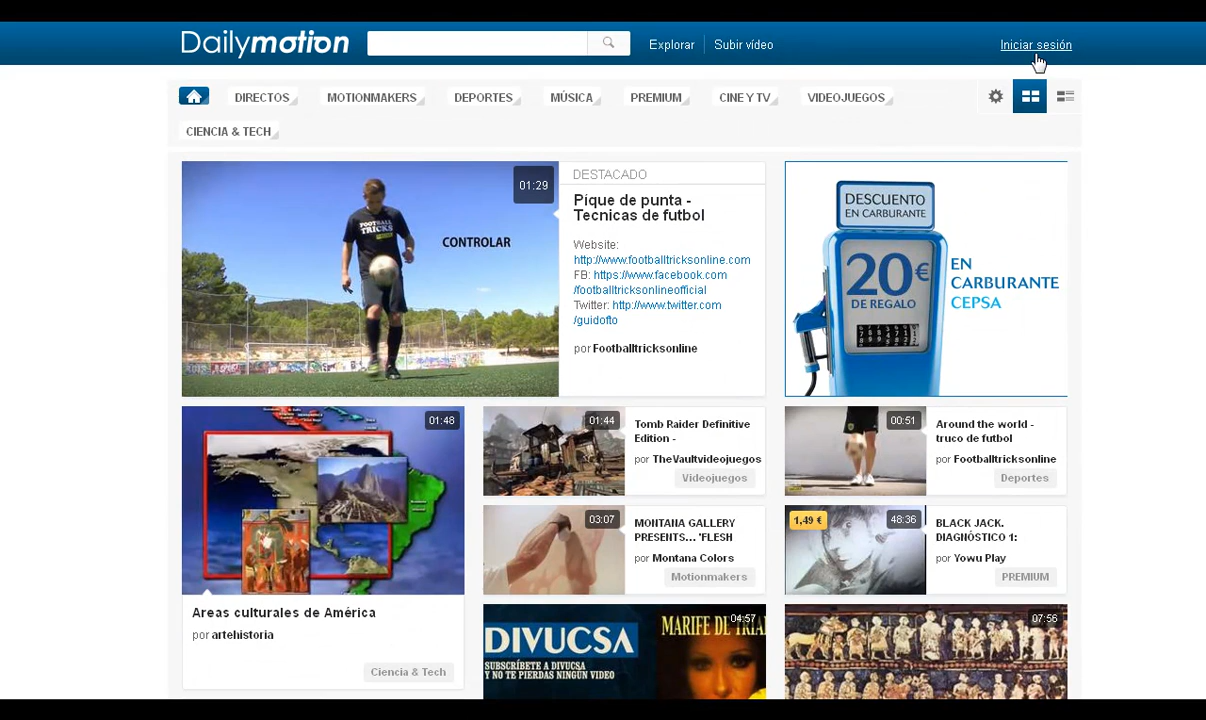 Dailymotion
Explorar
Subir vídeo
Iniciar sesión
DIRECTOS
MOTIONMAKERS
DEPORTES
MÚSICA
PREMIUM
CINE Y TV
VIDEOJUEGOS
CIENCIA & TECH
FOOTBALL
TRICKS
CONTROLAR
01:29
DESTACADO
Píque de punta -
Tecnicas de futbol
Website:
http://www.footballtricksonline.com
FB: https://www.facebook.com
/footballtricksonlineofficial
Twitter: http://www.twitter.com
/guidofto
por Footballtricksonline
DESCUENTO
EN CARBURANTE
20€
DE REGALO
EN
CARBURANTE
CEPSA
01:48
Areas culturales de América
por artehistoria
Ciencia & Tech
01:44
Tomb Raider Definitive
Edition -
por TheVaultvideojuegos
Videojuegos
00:51
Around the world -
truco de futbol
por Footballtricksonline
Deportes
03:07
MONTANA GALLERY
PRESENTS... 'FLESH
por Montana Colors
Motionmakers
1,49 €
48:36
BLACK JACK.
DIAGNÓSTICO 1:
por Yowu Play
PREMIUM
04:57
DIVUCSA
SUBSCRIBETE A DIVUCSA
Y NO TE PIERDAS NINGUN VIDEO
MARIFE DE TRIAN
07:56